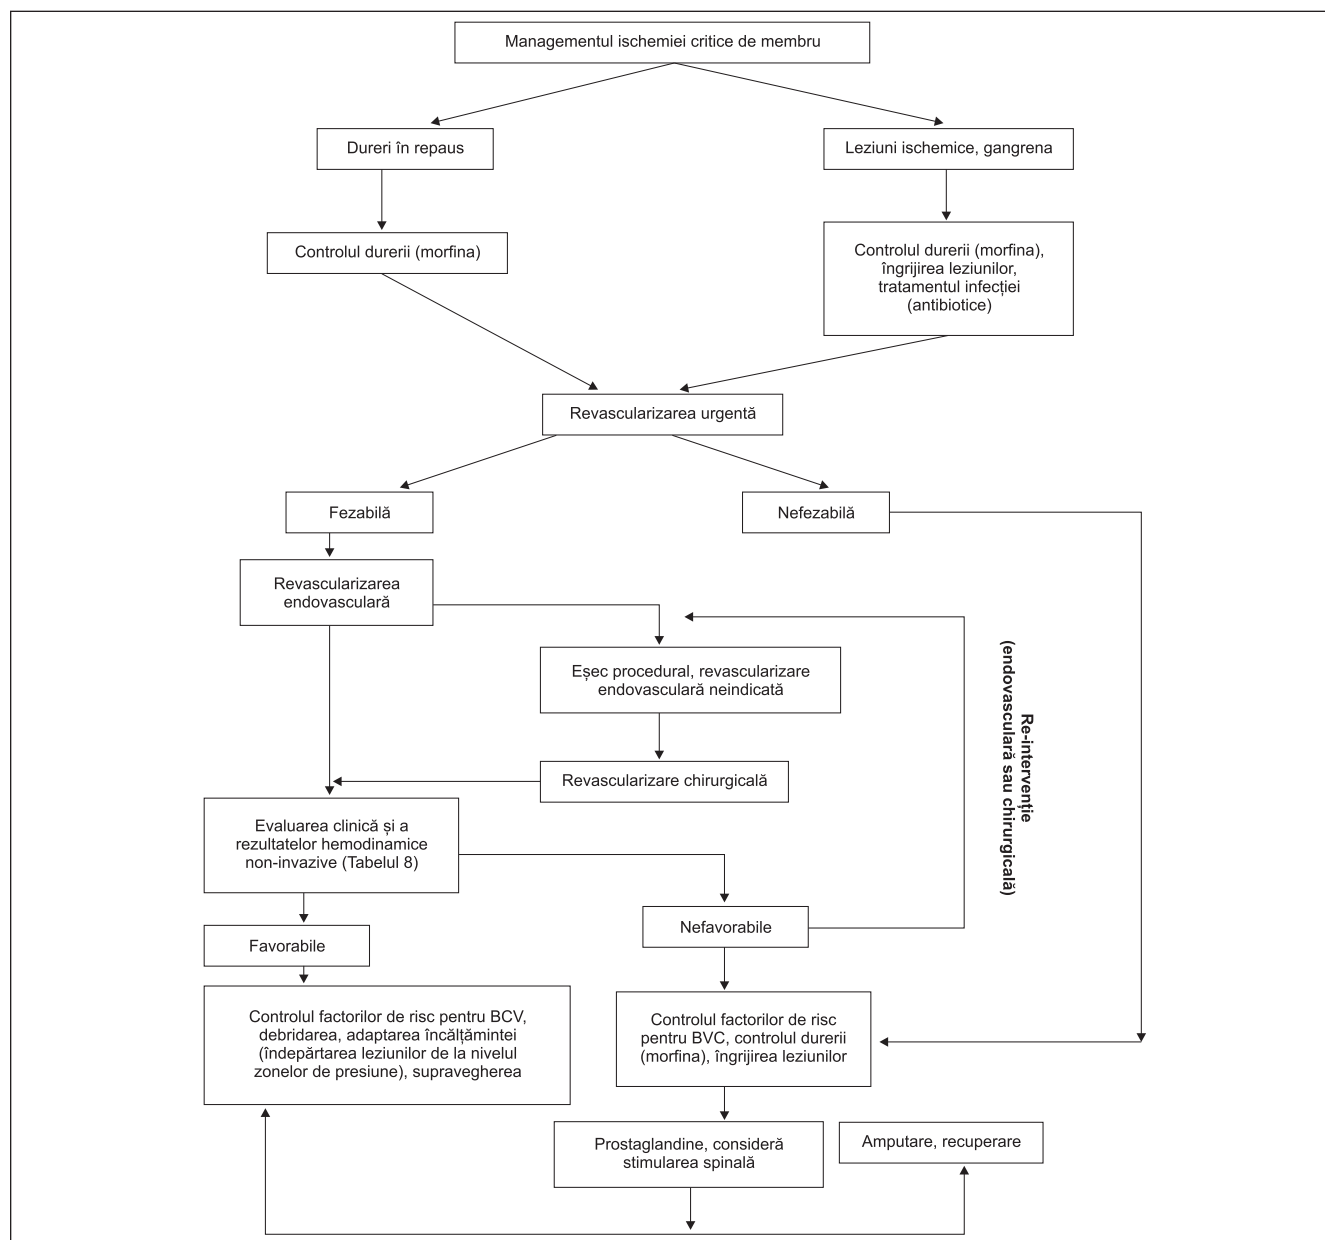 Managementul ischemiei critice de membru
Dureri în repaus
Leziuni ischemice, gangrena
Controlul durerii (morfina)
Controlul durerii (morfina),
îngrijirea leziunilor,
tratamentul infecției
(antibiotice)
Revascularizarea urgentă
Fezabilă
Nefezabilă
Revascularizarea
endovasculară
Eșec procedural, revascularizare
endovasculară neindicată
Re-intervenție
(endovasculară sau chirurgicală)
Revascularizare chirurgicală
Evaluarea clinică și a
rezultatelor hemodinamice
non-invazive (Tabelul 8)
Nefavorabile
Favorabile
Controlul factorilor de risc pentru BCV,
debridarea, adaptarea încălțămintei
(îndepărtarea leziunilor de la nivelul
zonelor de presiune), supravegherea
Controlul factorilor de risc
pentru BVC, controlul durerii
(morfina), îngrijirea leziunilor
Prostaglandine, consideră
stimularea spinală
Amputare, recuperare